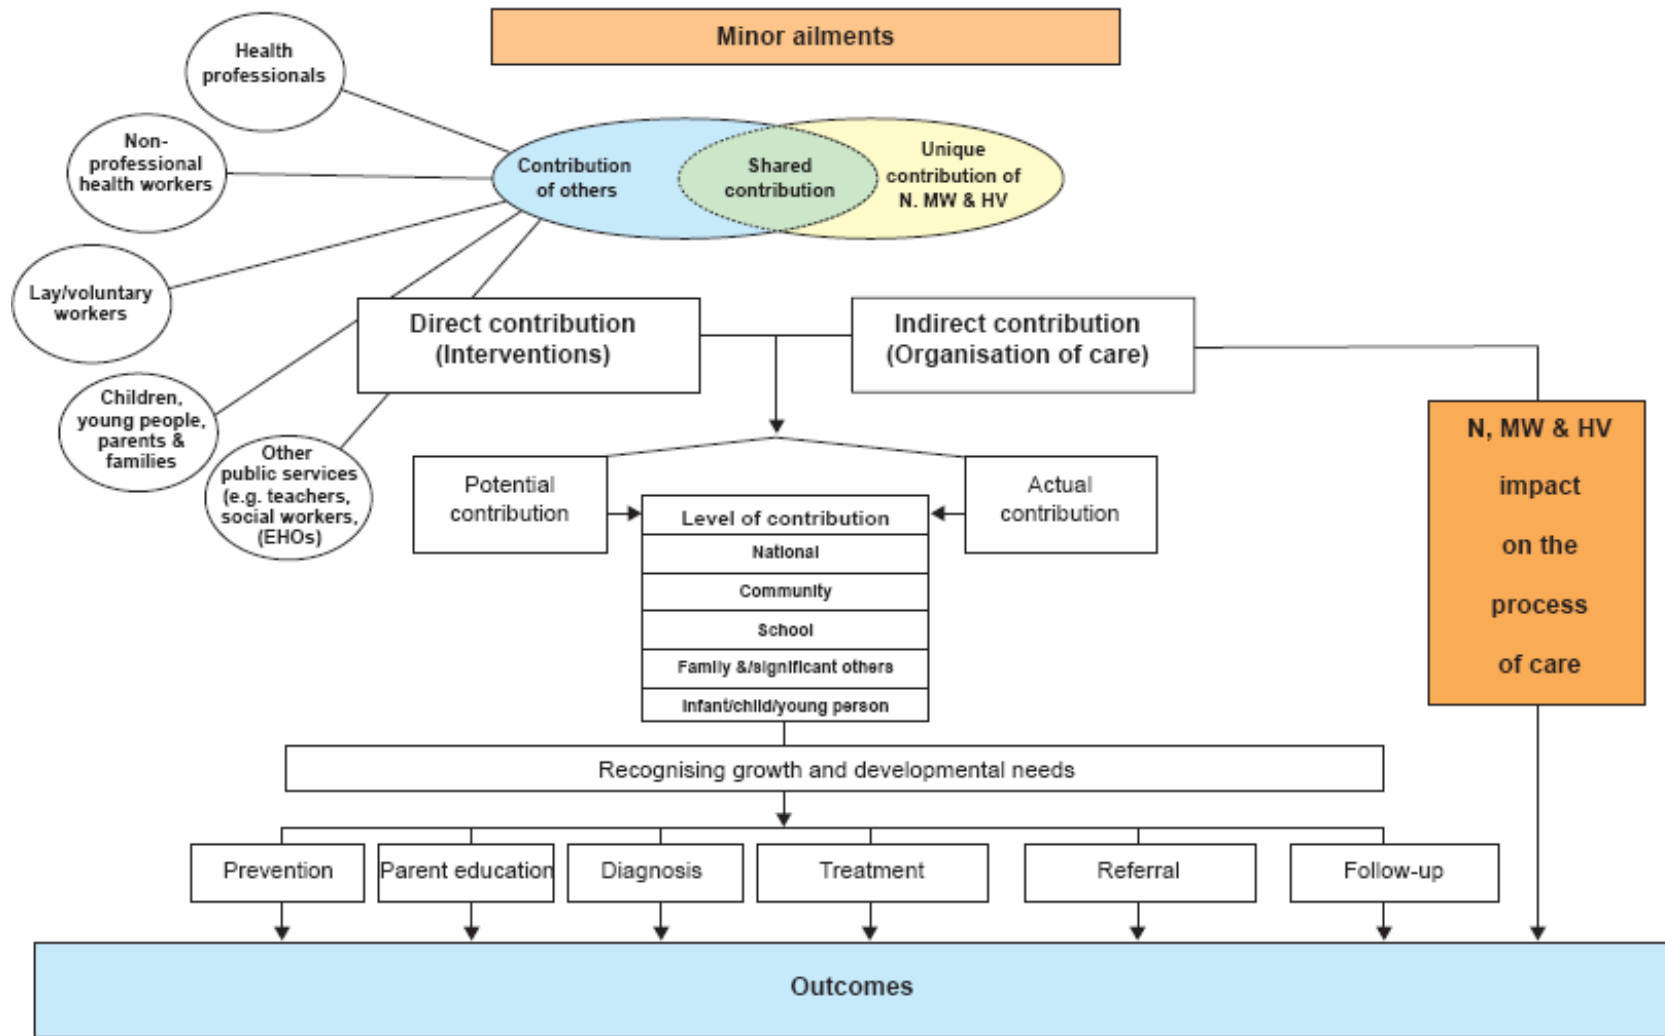 Minor ailments
Health
professionals
Non-
professional
health workers
Lay/voluntary
workers
Children,
young people,
parents &
families
Other
public services
(e.g. teachers,
social workers,
(EHOs)
Contribution
of others
Shared
contribution
Unique
contribution of
N. MW & HV
Direct contribution
(Interventions)
Indirect contribution
(Organisation of care)
Potential
contribution
Actual
contribution
Level of contribution
National
Community
School
Family &/significant others
Infant/child/young person
N, MW & HV
impact
on the
process
of care
Recognising growth and developmental needs
Prevention
Parent education
Diagnosis
Treatment
Referral
Follow-up
Outcomes